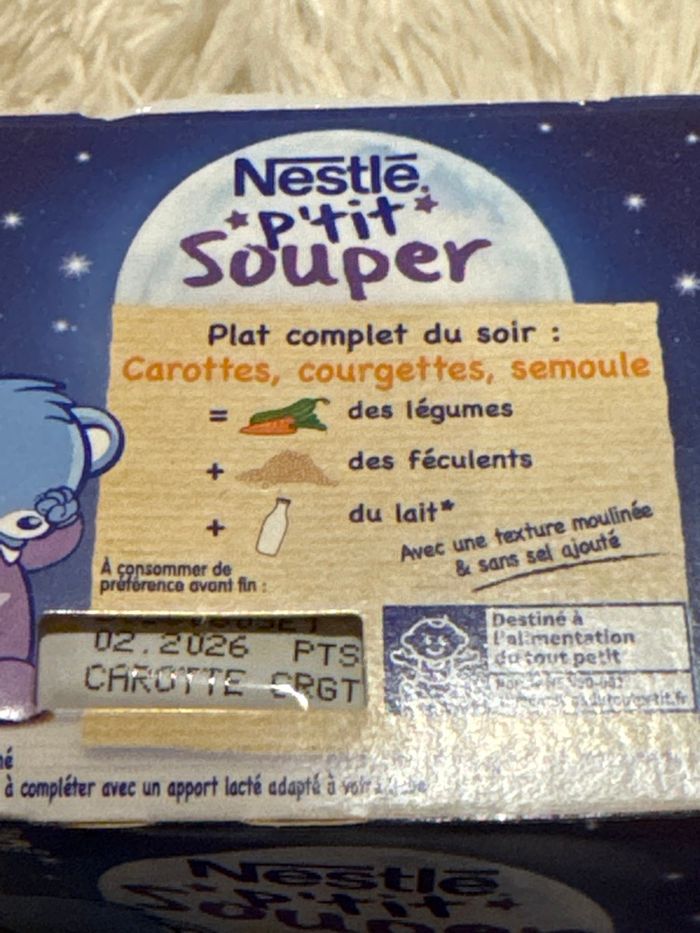 Nestlé
P'tit
Souper
Plat complet du soir :
Carottes, courgettes, semoule
= des légumes
+ des féculents
+ du lait*
Avec une texture moulinée
& sans sel ajouté
À consommer de
préférence avant fin :
02.2026 PTS
CAROTTE CRGT
Destiné à
l'alimentation
du tout petit
à compléter avec un apport lacté adapté à
Nestlé
P'tit
Souper